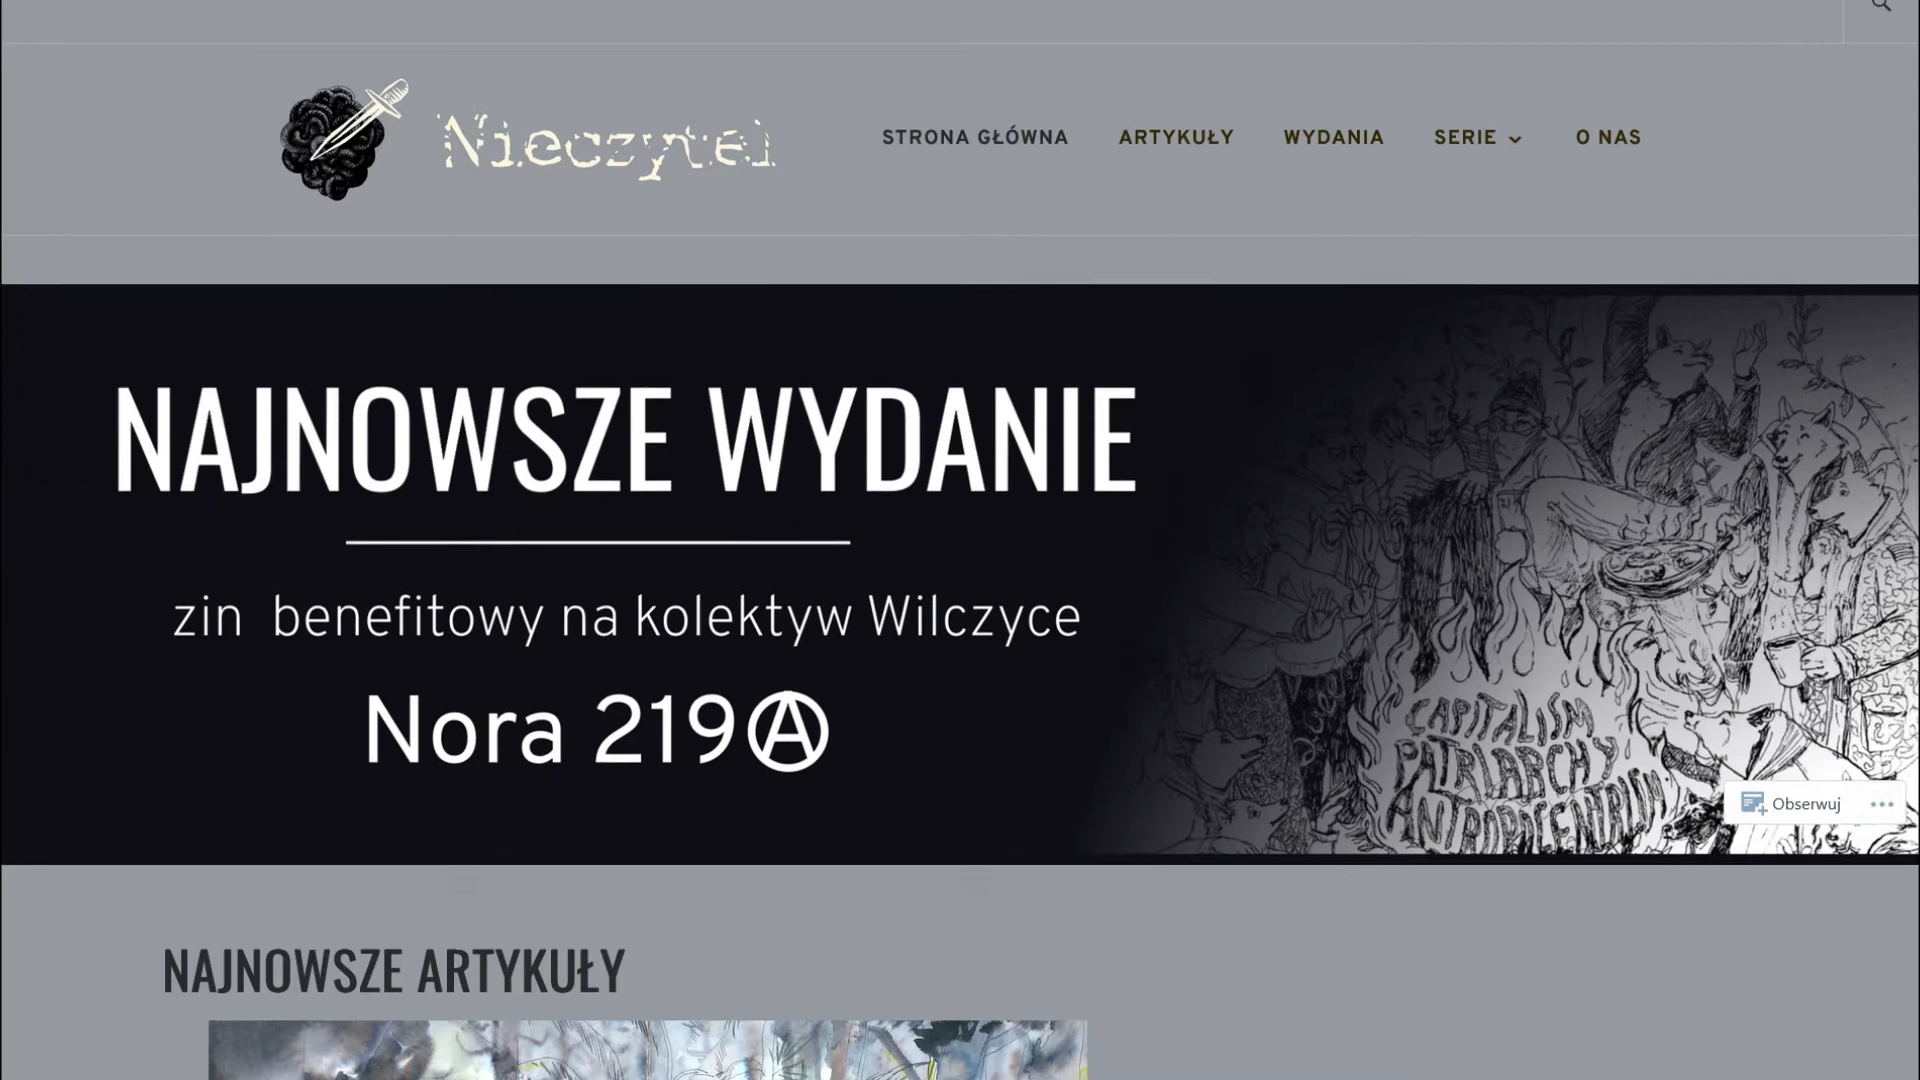 Nieczytel
STRONA GŁÓWNA ARTYKUŁY WYDANIA SERIE O NAS
NAJNOWSZE WYDANIE
zin benefitowy na kolektyw Wilczyce
Nora 219Ⓐ
CAPITALISM
PATRIARCHY
Obserwuj
NAJNOWSZE ARTYKUŁY